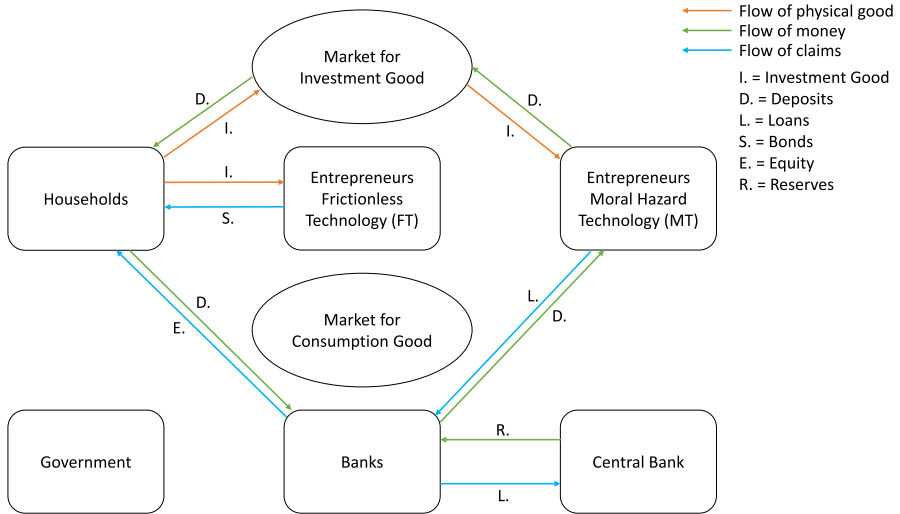 Flow of physical good
Flow of money
Flow of claims
I. = Investment Good
D. = Deposits
L. = Loans
S. = Bonds
E. = Equity
R. = Reserves
Market for
Investment Good
D.
I.
D.
I.
Households
I.
S.
Entrepreneurs
Frictionless
Technology (FT)
Entrepreneurs
Moral Hazard
Technology (MT)
D.
E.
Market for
Consumption Good
L.
D.
Government
Banks
R.
L.
Central Bank